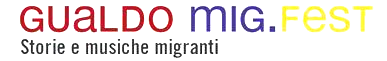 GUALDO MIG.FEST
Storie e musiche migranti